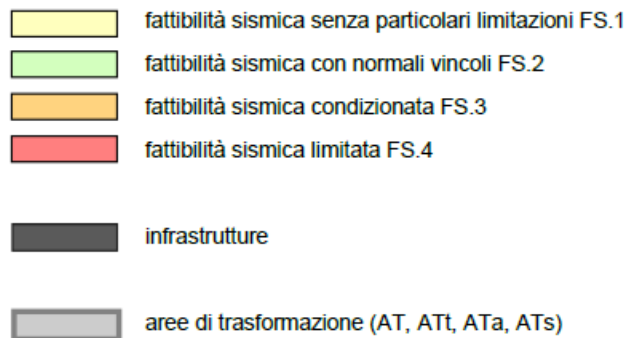 fattibilità sismica senza particolari limitazioni FS.1
fattibilità sismica con normali vincoli FS.2
fattibilità sismica condizionata FS.3
fattibilità sismica limitata FS.4
infrastrutture
aree di trasformazione (AT, ATt, ATa, ATs)